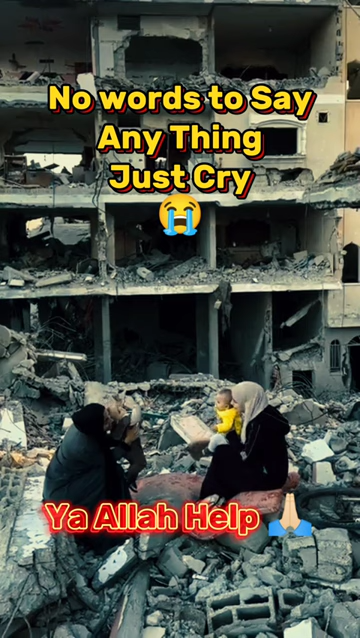 No words to Say
Any Thing
Just Cry
😭
Ya Allah Help 🙏🏻